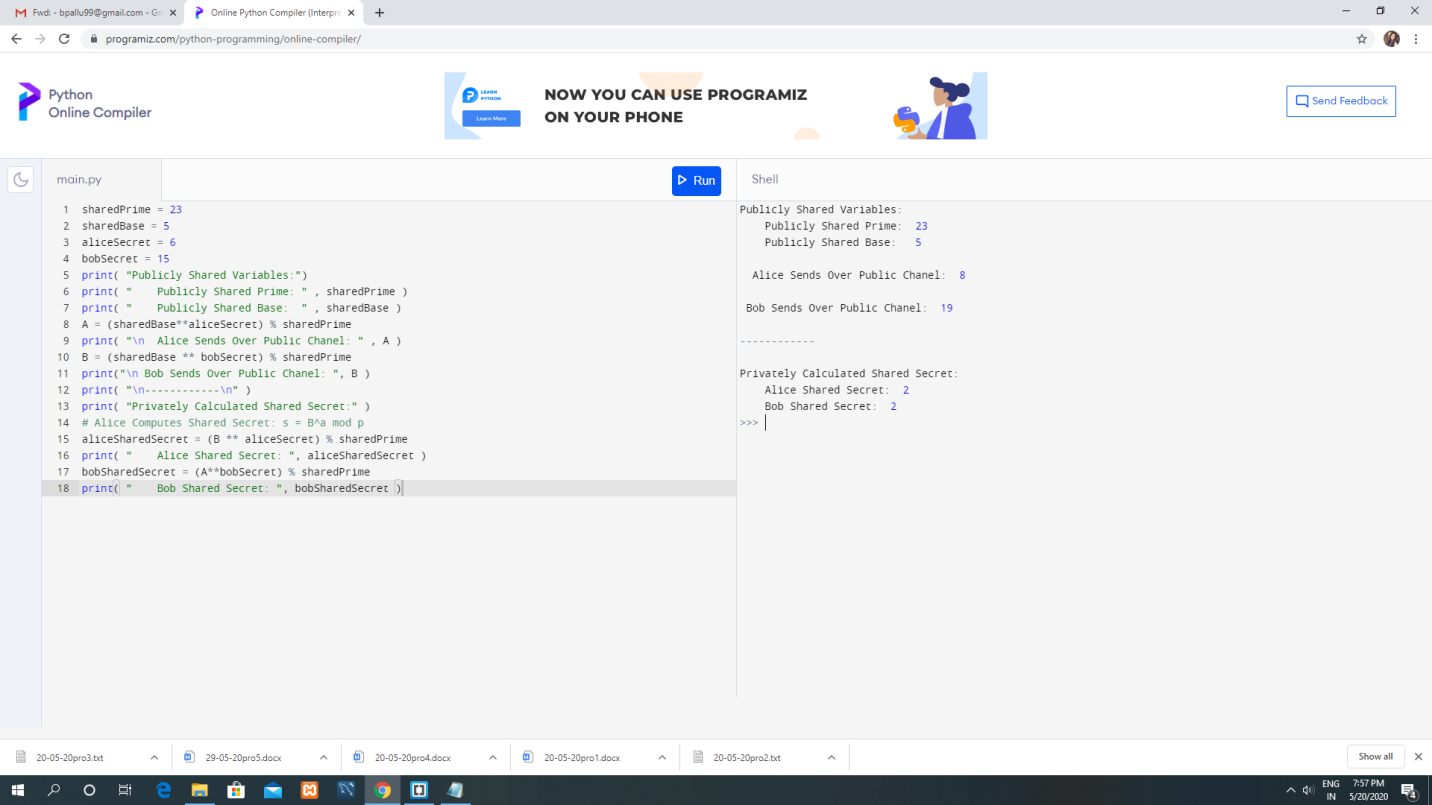 Fwd: - bpallu99@gmail.com - Gm
Online Python Compiler (Interpre
programiz.com/python-programming/online-compiler/
Python
Online Compiler
LEARN
PYTHON
Learn More
NOW YOU CAN USE PROGRAMIZ
ON YOUR PHONE
Send Feedback
main.py
Run
Shell
1 sharedPrime = 23
2 sharedBase = 5
3 aliceSecret = 6
4 bobSecret = 15
5 print( "Publicly Shared Variables:")
6 print( "    Publicly Shared Prime: " , sharedPrime )
7 print( "    Publicly Shared Base:  " , sharedBase )
8 A = (sharedBase**aliceSecret) % sharedPrime
9 print( "\n  Alice Sends Over Public Chanel: " , A )
10 B = (sharedBase ** bobSecret) % sharedPrime
11 print("\n Bob Sends Over Public Chanel: ", B )
12 print( "\n------------\n" )
13 print( "Privately Calculated Shared Secret:" )
14 # Alice Computes Shared Secret: s = B^a mod p
15 aliceSharedSecret = (B ** aliceSecret) % sharedPrime
16 print( "    Alice Shared Secret: ", aliceSharedSecret )
17 bobSharedSecret = (A**bobSecret) % sharedPrime
18 print( "    Bob Shared Secret: ", bobSharedSecret )
Publicly Shared Variables:
    Publicly Shared Prime:  23
    Publicly Shared Base:   5
  Alice Sends Over Public Chanel:  8
 Bob Sends Over Public Chanel:  19
------------
Privately Calculated Shared Secret:
    Alice Shared Secret:  2
    Bob Shared Secret:  2
>>>
20-05-20pro3.txt
29-05-20pro5.docx
20-05-20pro4.docx
20-05-20pro1.docx
20-05-20pro2.txt
Show all
ENG
IN
7:57 PM
5/20/2020
4